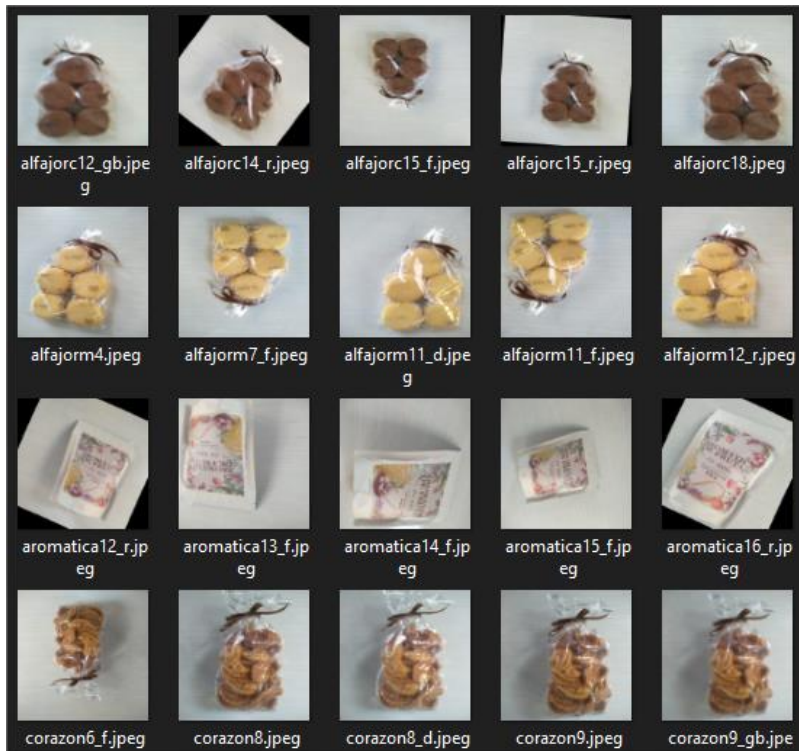 alfajorc12_gb.jpe
g
alfajorc14_r.jpeg
alfajorc15_f.jpeg
alfajorc15_r.jpeg
alfajorc18.jpeg
alfajorm4.jpeg
alfajorm7_f.jpeg
alfajorm11_d.jpe
g
alfajorm11_f.jpeg
alfajorm12_r.jpeg
aromatica12_r.jp
eg
aromatica13_f.jp
eg
aromatica14_f.jp
eg
aromatica15_f.jp
eg
aromatica16_r.jp
eg
corazon6_f.jpeg
corazon8.jpeg
corazon8_d.jpeg
corazon9.jpeg
corazon9_gb.jpe